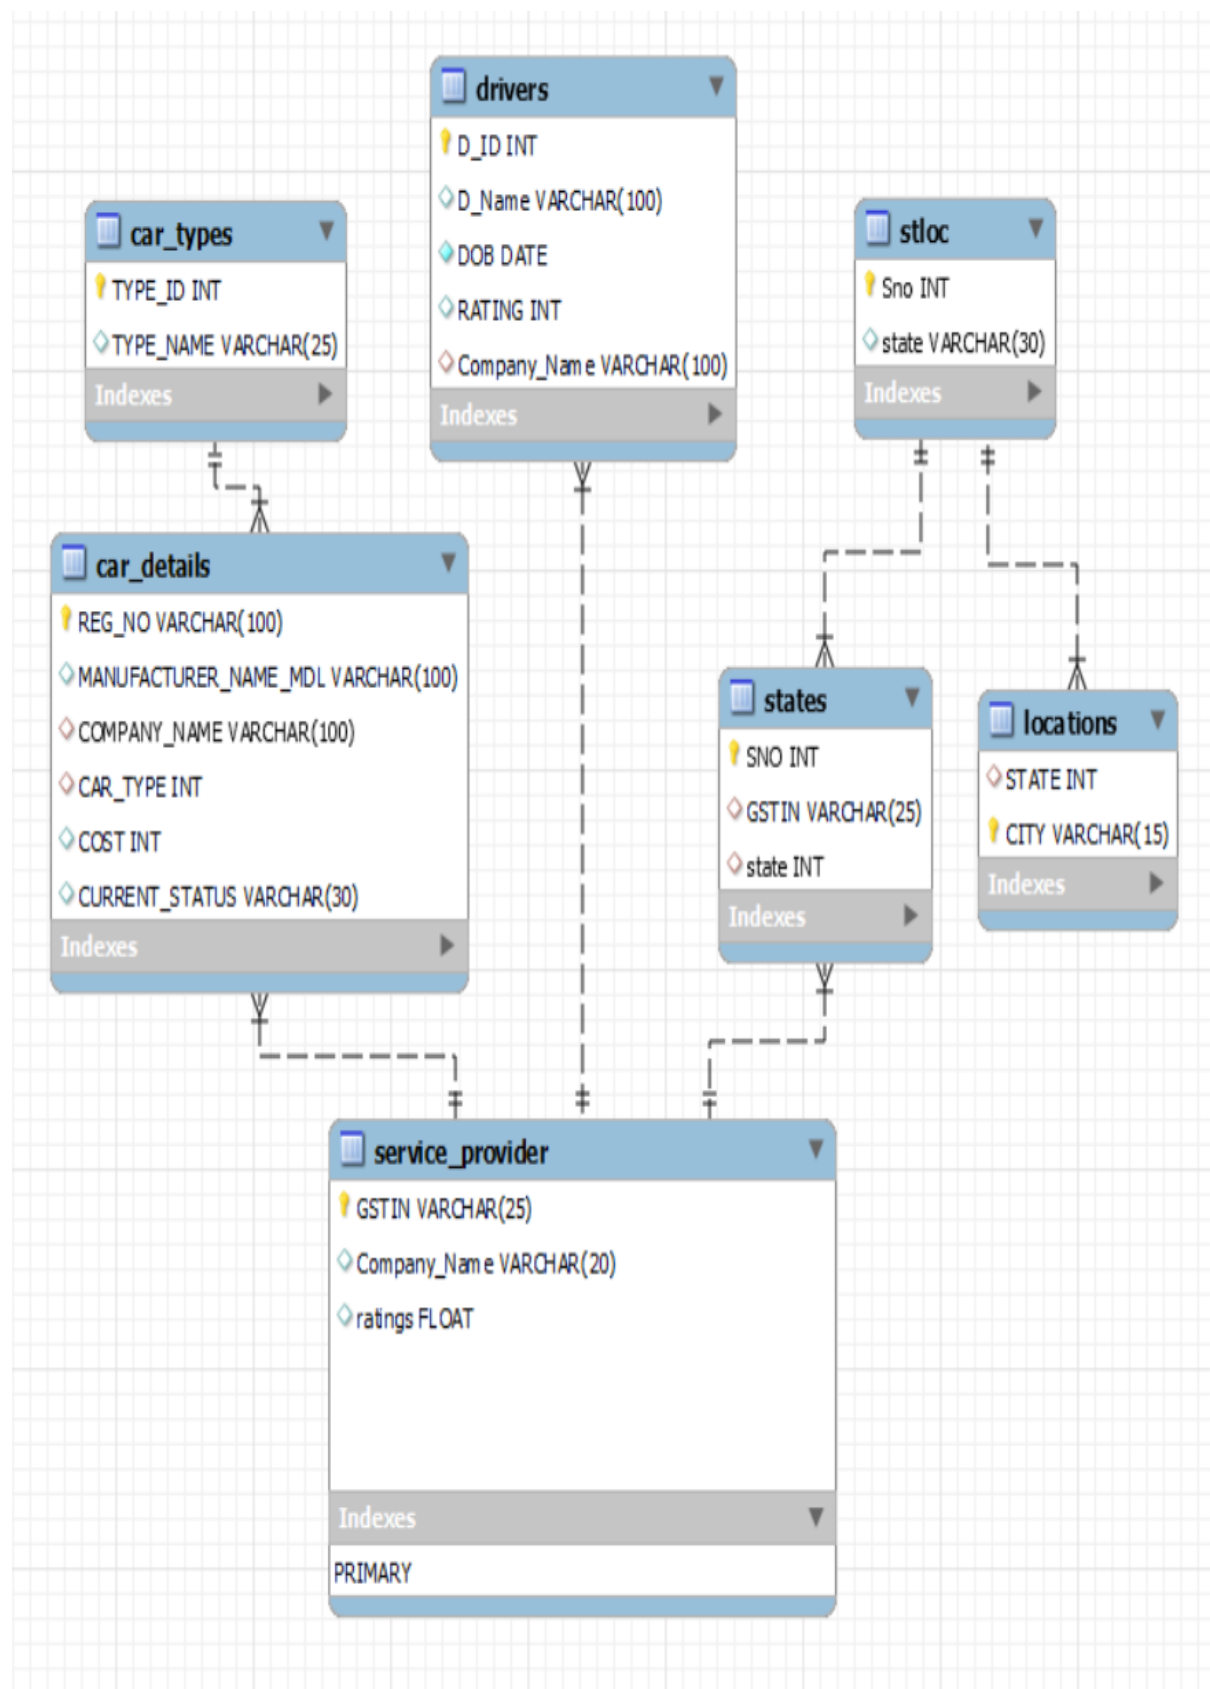 drivers
D_ID INT
D_Name VARCHAR(100)
DOB DATE
RATING INT
Company_Name VARCHAR(100)
Indexes
car_types
TYPE_ID INT
TYPE_NAME VARCHAR(25)
Indexes
stloc
Sno INT
state VARCHAR(30)
Indexes
car_details
REG_NO VARCHAR(100)
MANUFACTURER_NAME_MDL VARCHAR(100)
COMPANY_NAME VARCHAR(100)
CAR_TYPE INT
COST INT
CURRENT_STATUS VARCHAR(30)
Indexes
states
SNO INT
GSTIN VARCHAR(25)
state INT
Indexes
locations
STATE INT
CITY VARCHAR(15)
Indexes
service_provider
GSTIN VARCHAR(25)
Company_Name VARCHAR(20)
ratings FLOAT
Indexes
PRIMARY